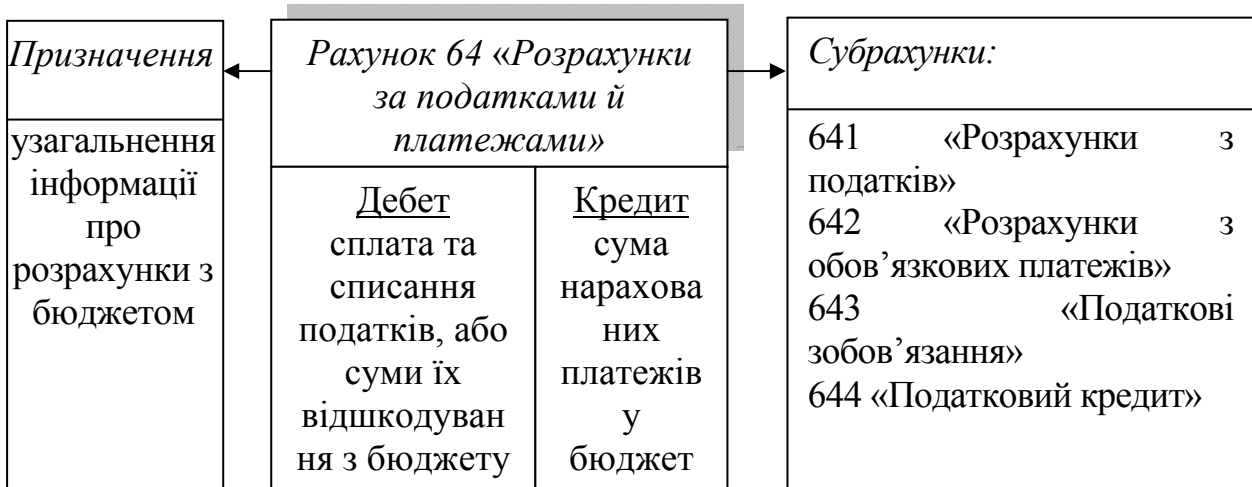 Призначення
узагальнення
інформації
про
розрахунки з
бюджетом
Рахунок 64 «Розрахунки
за податками й
платежами»
Дебет
сплата та
списання
податків, або
суми їх
відшкодуван
ня з бюджету
Кредит
сума
нарахова
них
платежів
у
бюджет
Субрахунки:
641 «Розрахунки з
податків»
642 «Розрахунки з
обов’язкових платежів»
643 «Податкові
зобов’язання»
644 «Податковий кредит»